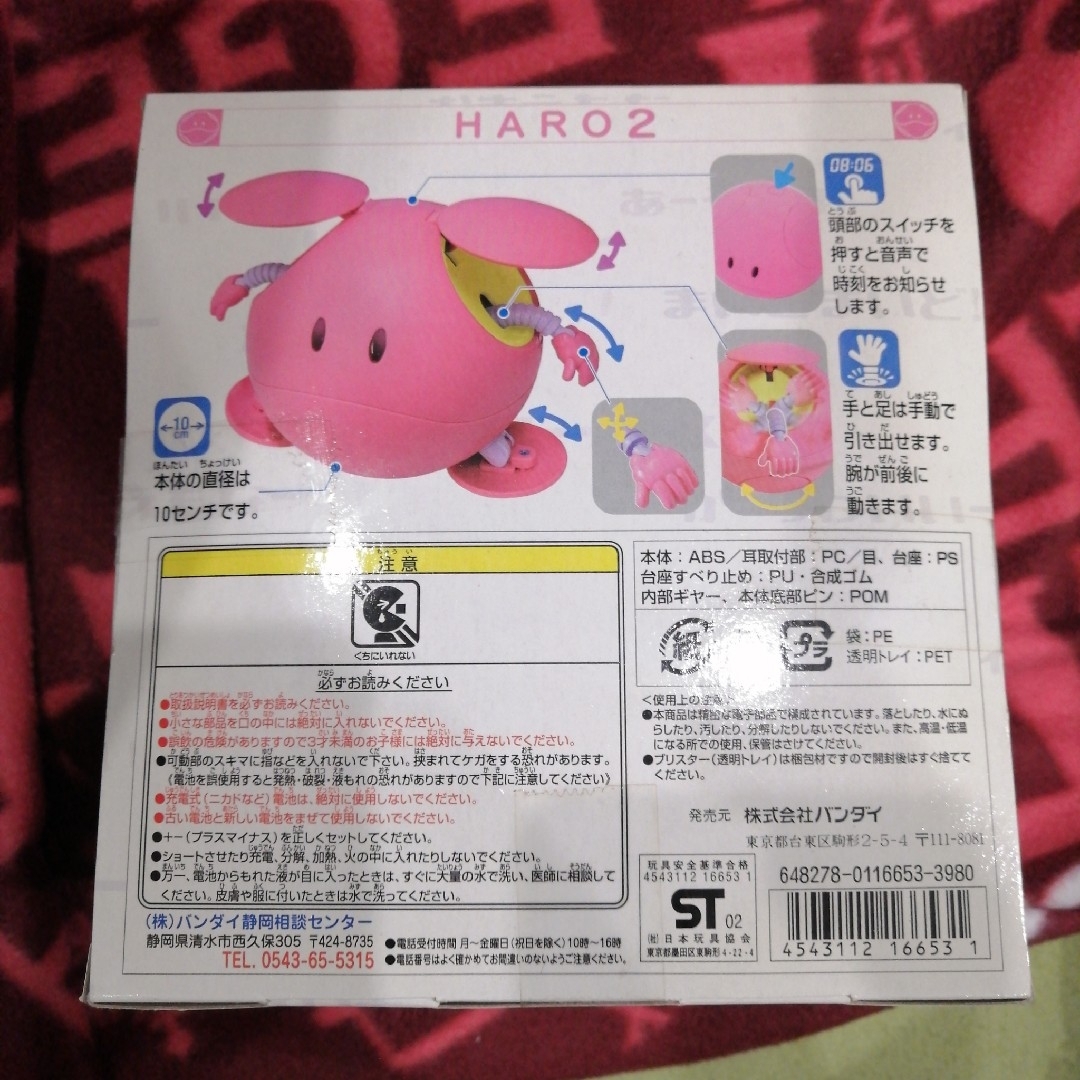 HARO2
08:06
頭部のスイッチを
押すと音声で
時刻をお知らせ
します。
手と足は手動で
引き出せます。
腕が前後に
動きます。
←10→
cm
本体の直径は
10センチです。
注意
くちにいれない
必ずお読みください
●取扱説明書を必ずお読みください。
●小さな部品を口の中には絶対に入れないでください。
●誤飲の危険がありますので3才未満のお子様には絶対に与えないでください。
●可動部のスキマに指などを入れないで下さい。挟まれてケガをする恐れがあります。
《電池を誤使用すると発熱・破裂・液もれの恐れがありますので下記に注意してください》
●充電式(ニカドなど)電池は、絶対に使用しないでください。
●古い電池と新しい電池をまぜて使用しないでください。
●+−(プラスマイナス)を正しくセットしてください。
●ショートさせたり充電、分解、加熱、火の中に入れたりしないでください。
●万一、電池からもれた液が目に入ったときは、すぐに大量の水で洗い、医師に相談して
ください。皮膚や服に付いたときは水で洗ってください。
(株)バンダイ静岡相談センター
静岡県清水市西久保305 〒424-8735
TEL. 0543-65-5315
●電話受付時間 月〜金曜日(祝日を除く)10時〜16時
●電話番号はよく確かめてお間違いのないようご注意ください。
本体：ABS／耳取付部：PC／目、台座：PS
台座すべり止め：PU・合成ゴム
内部ギヤー、本体底部ピン：POM
紙
プラ
袋：PE
透明トレイ：PET
＜使用上の注意
●本商品は精密な電子部品で構成されています。落としたり、水にぬ
らしたり、汚したり、分解したりしないでください。また、高温・低温
になる所での使用、保管はさけてください。
●ブリスター(透明トレイ)は梱包材ですので開封後はすぐ捨てて
ください。
発売元 株式会社バンダイ
東京都台東区駒形2-5-4 〒111-8081
玩具安全基準合格
4543112 16653 1
ST 02
(社)日本玩具協会
東京都墨田区東駒形4-22-4
648278-0116653-3980
4543112 166531